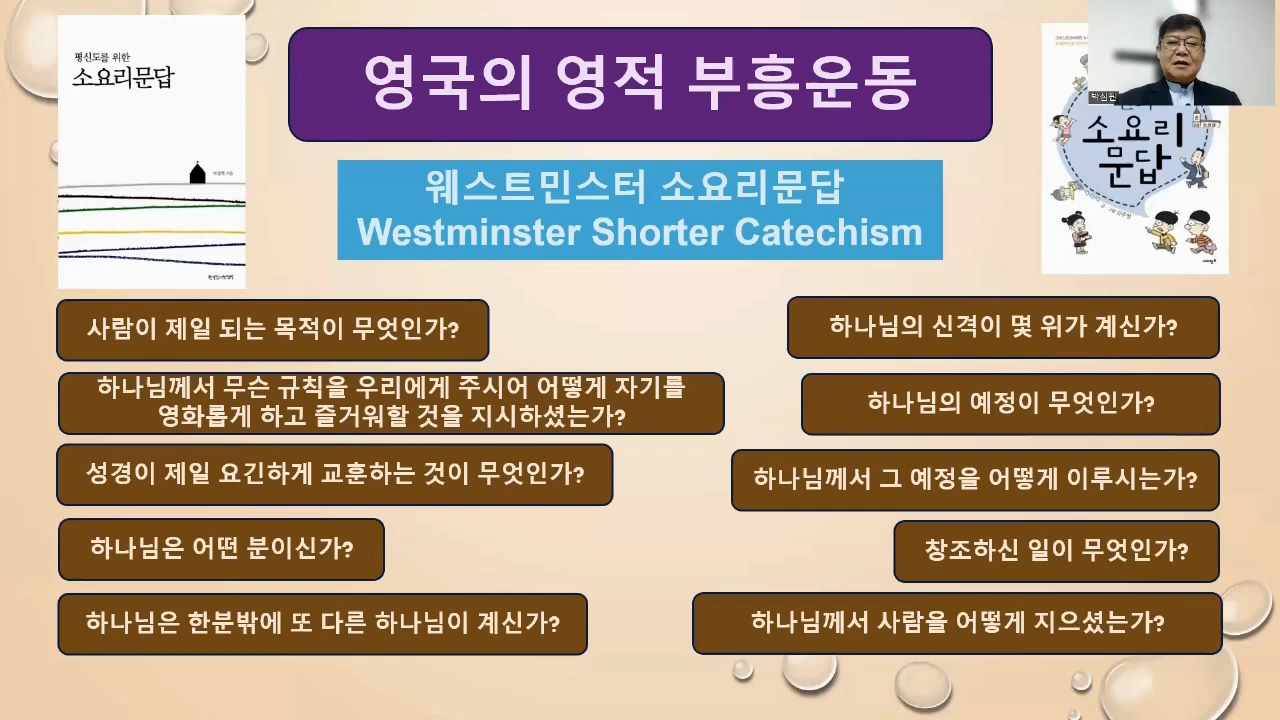 평신도를 위한
소요리문답
영국의 영적 부흥운동
박심원
소요리
문답
웨스트민스터 소요리문답
Westminster Shorter Catechism
사람이 제일 되는 목적이 무엇인가?
하나님께서 무슨 규칙을 우리에게 주시어 어떻게 자기를
영화롭게 하고 즐거워할 것을 지시하셨는가?
성경이 제일 요긴하게 교훈하는 것이 무엇인가?
하나님은 어떤 분이신가?
하나님은 한분밖에 또 다른 하나님이 계신가?
하나님의 신격이 몇 위가 계신가?
하나님의 예정이 무엇인가?
하나님께서 그 예정을 어떻게 이루시는가?
창조하신 일이 무엇인가?
하나님께서 사람을 어떻게 지으셨는가?